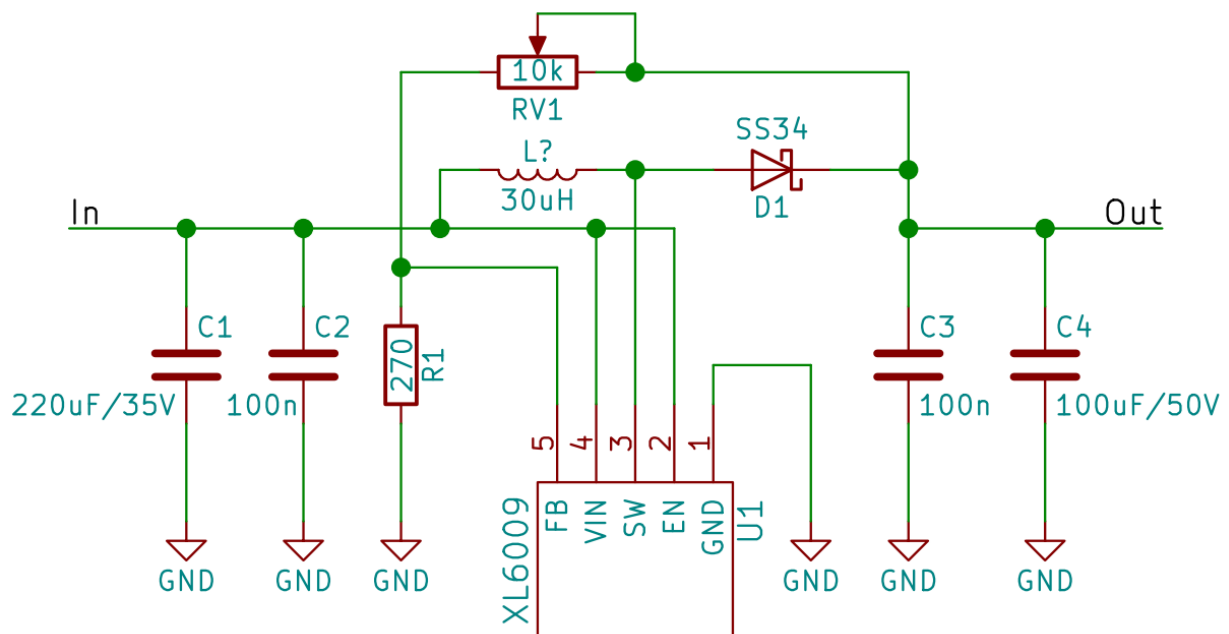 10k
RV1
SS34
L?
30uH
D1
In
Out
C1
C2
C3
C4
270
R1
220uF/35V
100n
100n
100uF/50V
5
4
3
2
1
FB
VIN
SW
EN
GND
XL6009
U1
GND
GND
GND
GND
GND
GND